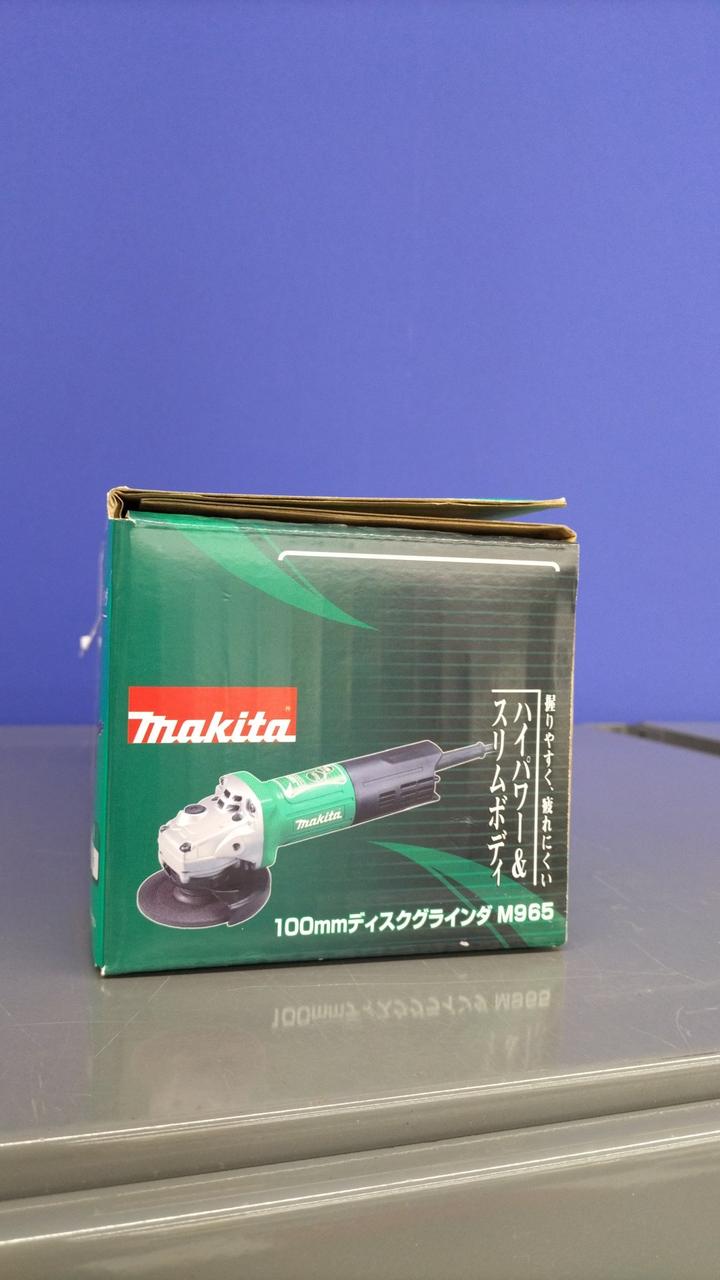 makita
握りやすく、疲れにくい
ハイパワー&
スリムボディ
makita
100mmディスクグラインダ M965